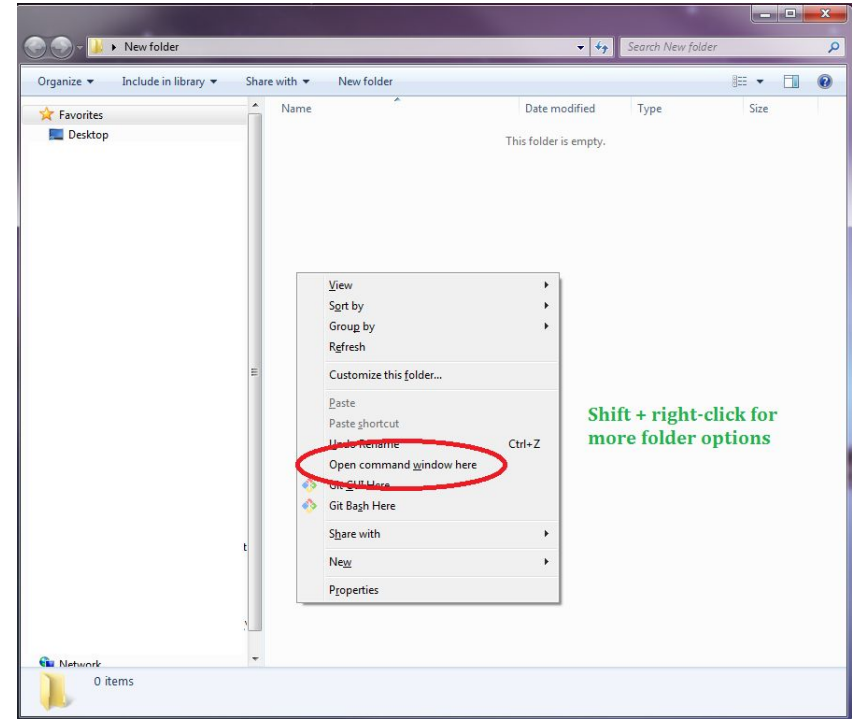 New folder
Search New folder
Organize Include in library Share with New folder
Favorites
Desktop
Name Date modified Type Size
This folder is empty.
View
Sort by
Group by
Refresh
Customize this folder...
Paste
Paste shortcut
Undo Rename Ctrl+Z
Open command window here
Git GUI Here
Git Bash Here
Share with
New
Properties
Shift + right-click for
more folder options
t
Network
0 items